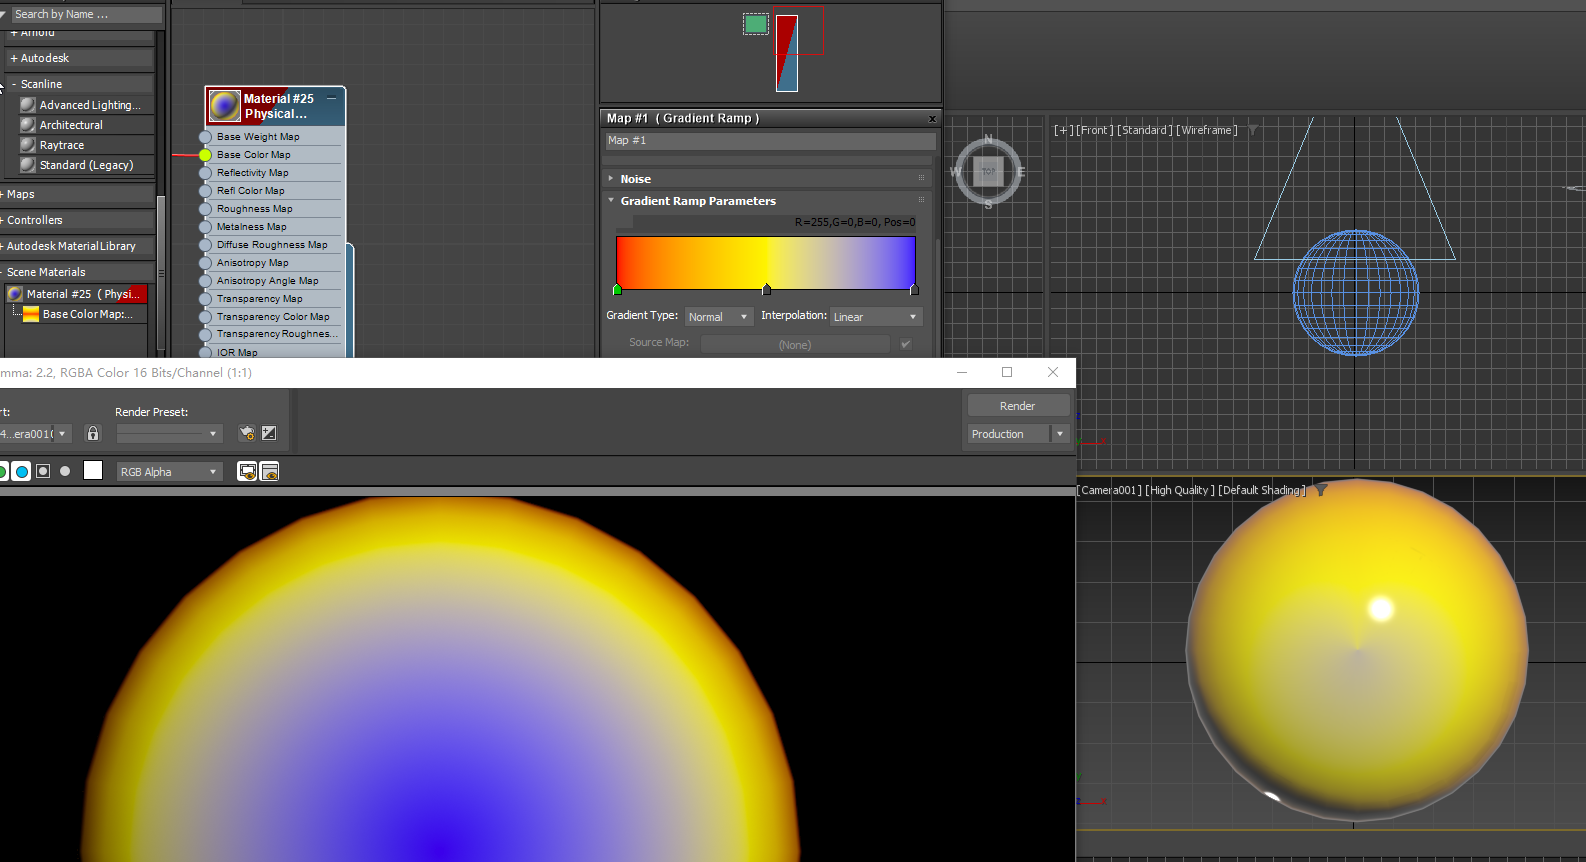 Search by Name ...
+ Arnold
+ Autodesk
- Scanline
Advanced Lighting...
Architectural
Raytrace
Standard (Legacy)
+ Maps
+ Controllers
+ Autodesk Material Library
- Scene Materials
Material #25 ( Physi...
Base Color Map:...
Material #25
Physical...
Base Weight Map
Base Color Map
Reflectivity Map
Refl Color Map
Roughness Map
Metalness Map
Diffuse Roughness Map
Anisotropy Map
Anisotropy Angle Map
Transparency Map
Transparency Color Map
Transparency Roughnes...
IOR Map
Map #1 ( Gradient Ramp )
x
Map #1
Noise
Gradient Ramp Parameters
R=255,G=0,B=0, Pos=0
Gradient Type: Normal Interpolation: Linear
Source Map: (None)
N
W TOP E
S
[+] [Front ] [Standard ] [Wireframe ]
mma: 2.2, RGBA Color 16 Bits/Channel (1:1)
rt:
Render Preset:
4...era001(
Render
Production
RGB Alpha
[Camera001 ] [High Quality ] [Default Shading ]
z
y
x
y
z
x